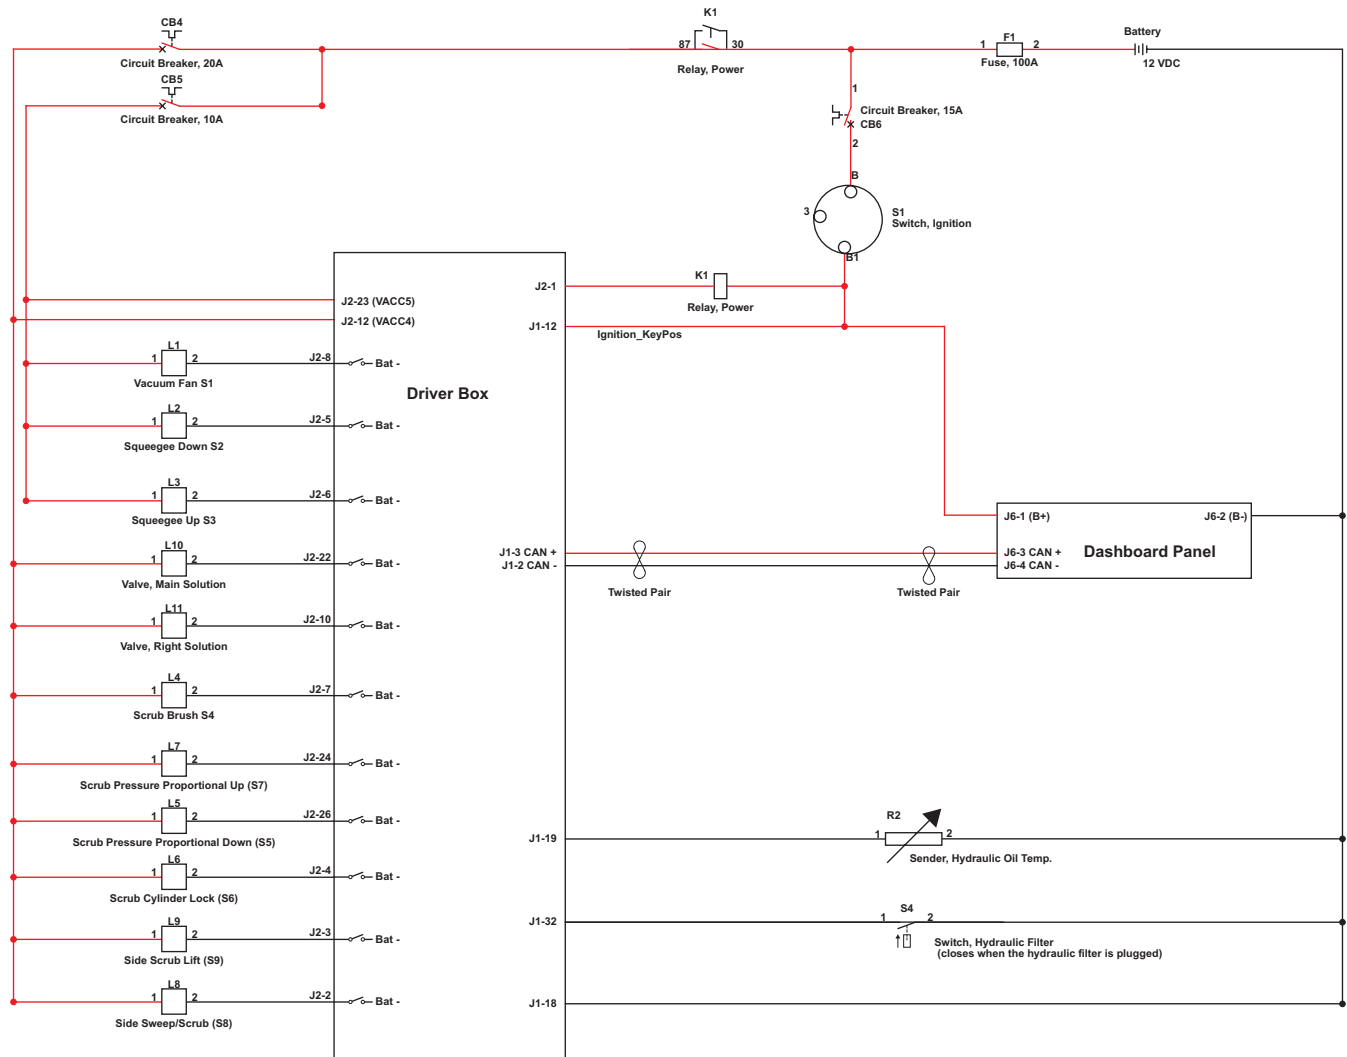 K1
87
30
Relay, Power
CB4
Circuit Breaker, 20A
CB5
Circuit Breaker, 10A
1
F1
2
Fuse, 100A
Battery
12 VDC
1
Circuit Breaker, 15A
CB6
2
B
3
S1
Switch, Ignition
B1
K1
Relay, Power
J2-1
J1-12
Ignition_KeyPos
J2-23 (VACC5)
J2-12 (VACC4)
Driver Box
L1
1
2
J2-8
Bat -
Vacuum Fan S1
L2
1
2
J2-5
Bat -
Squeegee Down S2
L3
1
2
J2-6
Bat -
Squeegee Up S3
L10
1
2
J2-22
Bat -
Valve, Main Solution
L11
1
2
J2-10
Bat -
Valve, Right Solution
L4
1
2
J2-7
Bat -
Scrub Brush S4
L7
1
2
J2-24
Bat -
Scrub Pressure Proportional Up (S7)
L5
1
2
J2-26
Bat -
Scrub Pressure Proportional Down (S5)
L6
1
2
J2-4
Bat -
Scrub Cylinder Lock (S6)
L9
1
2
J2-3
Bat -
Side Scrub Lift (S9)
L8
1
2
J2-2
Bat -
Side Sweep/Scrub (S8)
J1-3 CAN +
J1-2 CAN -
Twisted Pair
Twisted Pair
J6-1 (B+)
J6-2 (B-)
J6-3 CAN +
J6-4 CAN -
Dashboard Panel
J1-19
R2
1
2
Sender, Hydraulic Oil Temp.
J1-32
S4
1
2
Switch, Hydraulic Filter
(closes when the hydraulic filter is plugged)
J1-18